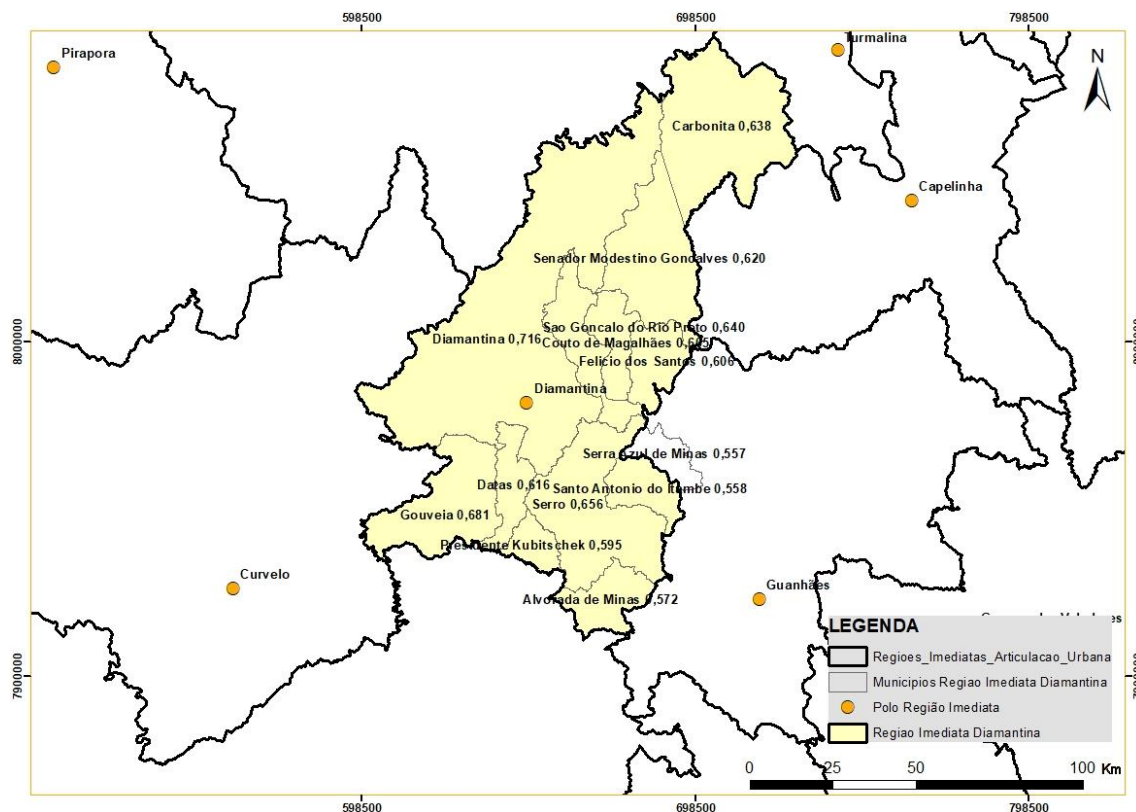 598500
698500
798500
Pirapora
Turmalina
N
Carbonita 0,638
Capelinha
Senador Modestino Goncalves 0,620
Sao Goncalo do Rio Preto 0,640
Diamantina 0,716
Couto de Magalhães
8000000
Felicio dos Santos 0,606
Diamantina
Serra Azul de Minas 0,557
Datas 0,616
Santo Antonio do Itambe 0,558
Serro 0,656
Gouveia 0,681
Presidente Kubitschek 0,595
Curvelo
Guanhães
Alvorada de Minas 0,572
LEGENDA
Regioes_Imediatas_Articulacao_Urbana
7900000
Municipios Regiao Imediata Diamantina
Polo Região Imediata
Regiao Imediata Diamantina
0
25
50
100
Km
598500
698500
798500